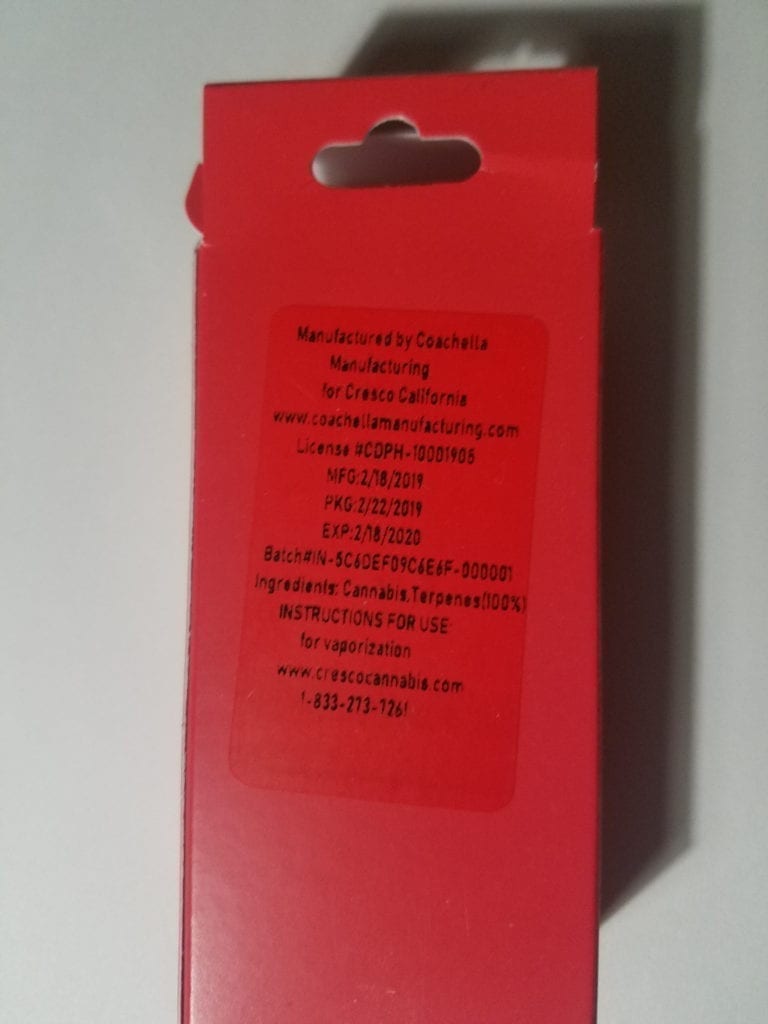 Manufactured by Coachella
Manufacturing
for Cresco California
www.coachellamanufacturing.com
License #CDPH-10001905
MFG:2/18/2019
PKG:2/22/2019
EXP:2/18/2020
Batch#IN-5C6DEF09C6E6F-000001
Ingredients: Cannabis,Terpenes(100%)
INSTRUCTIONS FOR USE:
for vaporization
www.crescocannabis.com
1-833-273-7261